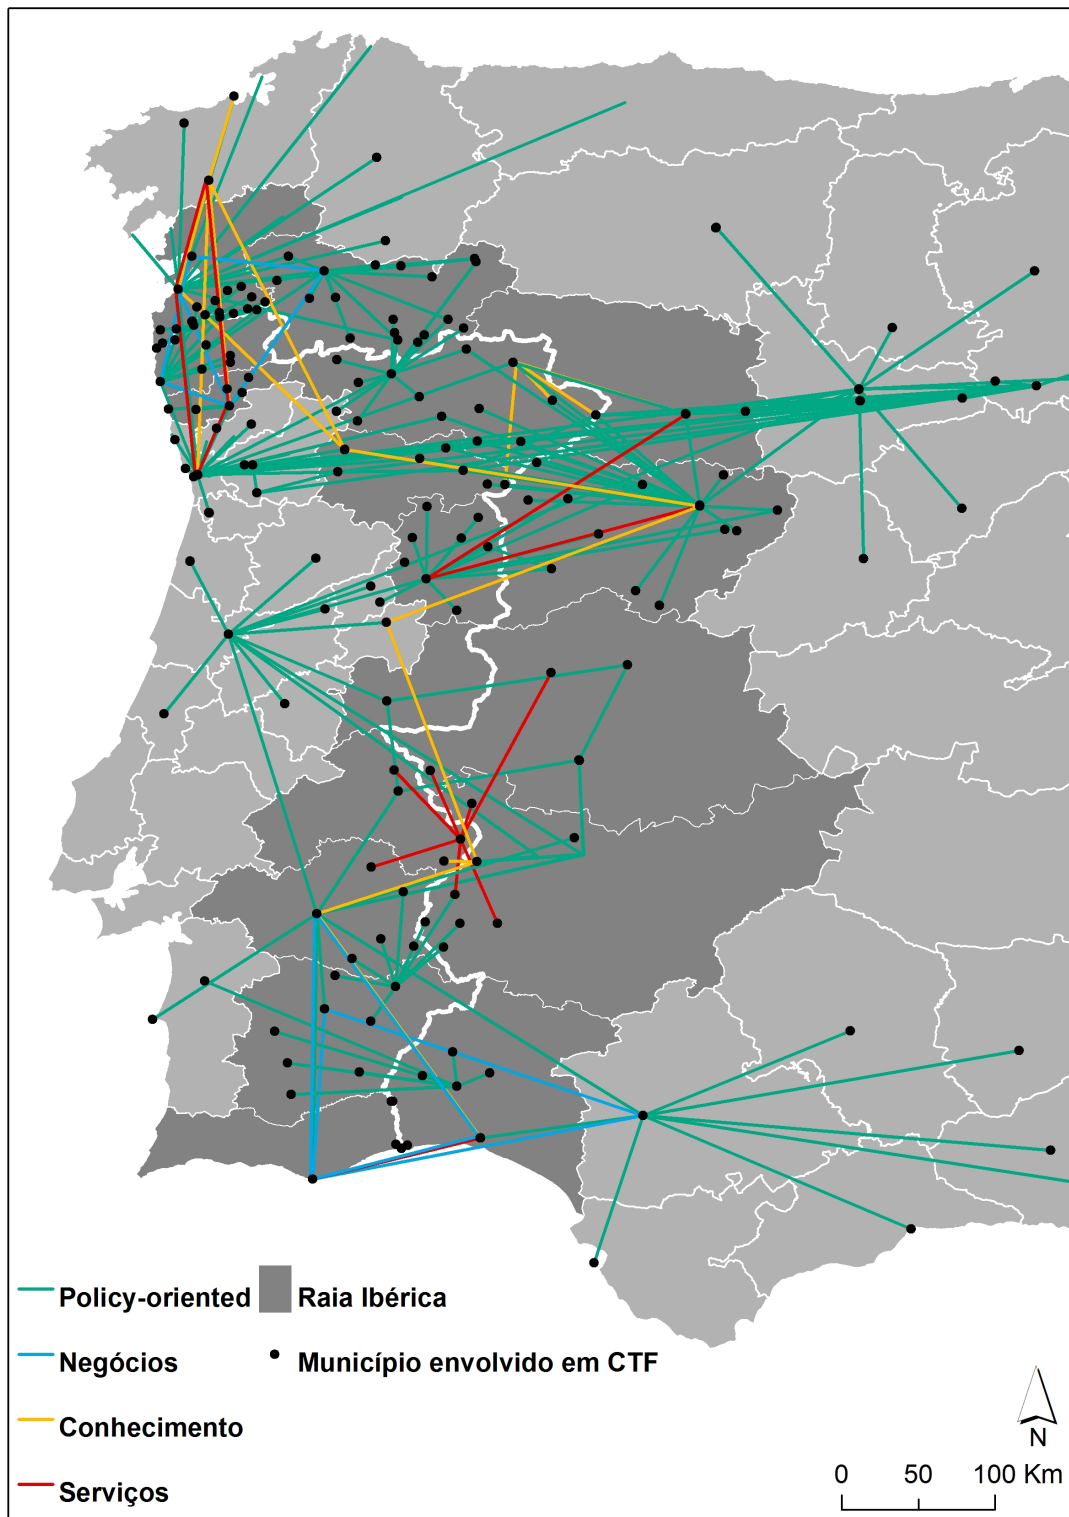 Policy-oriented
Raia Ibérica
Negócios
Município envolvido em CTF
Conhecimento
Serviços
N
0 50 100 Km